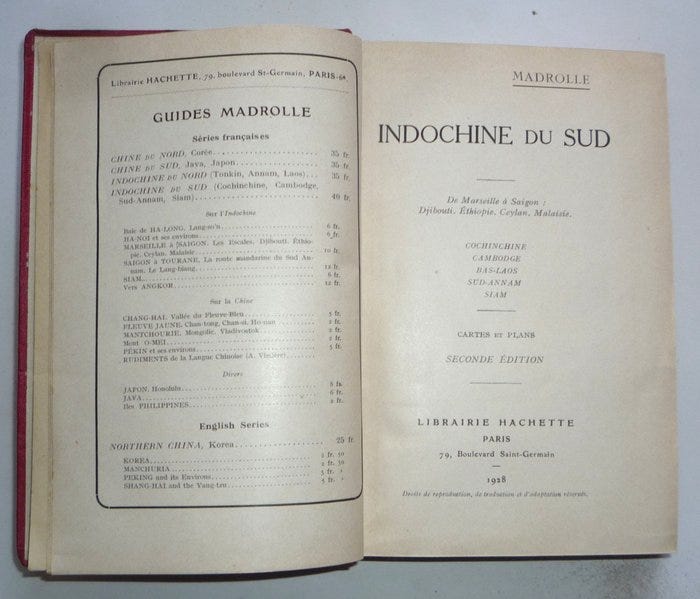 Librairie HACHETTE, 79, boulevard St-Germain, PARIS-6e.
GUIDES MADROLLE
Séries françaises
CHINE DU NORD, Corée.......... 35 fr.
CHINE DU SUD, Java, Japon.......... 35 fr.
INDOCHINE DU NORD (Tonkin, Annam, Laos)... 35 fr.
INDOCHINE DU SUD (Cochinchine, Cambodge,
Sud-Annam, Siam).......... 40 fr.
Sur l'Indochine
Baie de HA-LONG, Lang-so'n.......... 6 fr.
HA-NOI et ses environs.......... 6 fr.
MARSEILLE à SAIGON. Les Escales, Djibouti, Éthio-
pie, Ceylan, Malaisie.......... 10 fr.
SAIGON à TOURANE. La route mandarine du Sud An-
nam. Le Lang-biang.......... 12 fr.
SIAM.......... 6 fr.
Vers ANGKOR.......... 12 fr.
Sur la Chine
CHANG-HAI. Vallée du Fleuve-Bleu.......... 5 fr.
FLEUVE JAUNE, Chan-tong, Chan-si, Ho-nan.......... 2 fr.
MANTCHOURIE, Mongolie, Vladivostok.......... 2 fr.
Mont O-MEI.......... 2 fr.
PÉKIN et ses environs.......... 5 fr.
RUDIMENTS de la Langue Chinoise (A. Vissière)..........
Divers
JAPON, Honolulu.......... 8 fr.
JAVA.......... 6 fr.
Iles PHILIPPINES.......... 2 fr.
English Series
NORTHERN CHINA, Korea.......... 25 fr.
KOREA.......... 2 fr. 50
MANCHURIA.......... 2 fr. 50
PEKING and its Environs.......... 5 fr. »
SHANG-HAI and the Yang-tzu.......... 5 fr. »
MADROLLE
INDOCHINE DU SUD
De Marseille à Saigon :
Djibouti, Éthiopie, Ceylan, Malaisie.
COCHINCHINE
CAMBODGE
BAS-LAOS
SUD-ANNAM
SIAM
CARTES ET PLANS
SECONDE ÉDITION
LIBRAIRIE HACHETTE
PARIS
79, Boulevard Saint-Germain
1928
Droits de reproduction, de traduction et d'adaptation réservés.